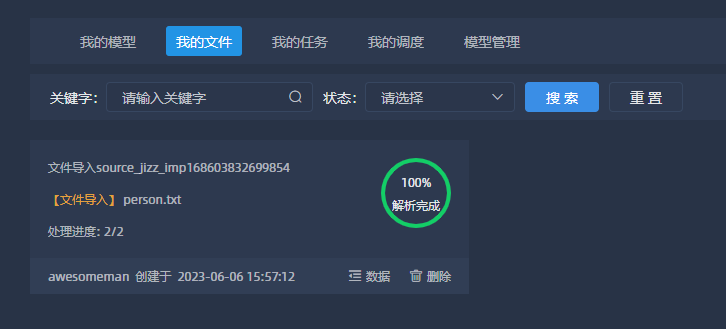 我的模型 我的文件 我的任务 我的调度 模型管理
关键字： 请输入关键字 状态： 请选择 搜 索 重 置
文件导入source_jizz_imp168603832699854
【文件导入】 person.txt
处理进度: 2/2
100%
解析完成
awesomeman 创建于 2023-06-06 15:57:12 数据 删除